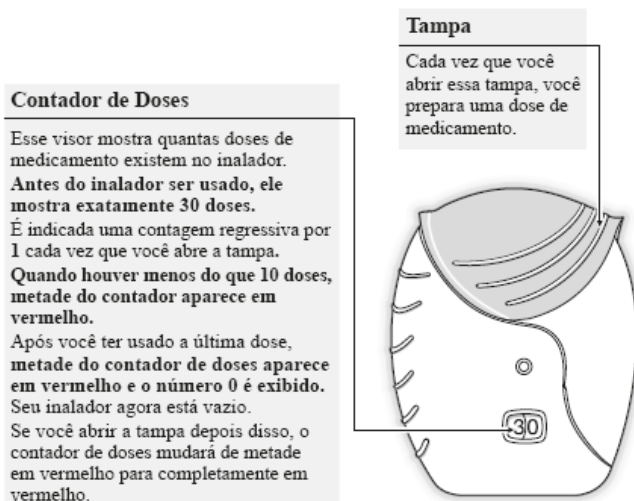 Tampa
Cada vez que você
abrir essa tampa, você
prepara uma dose de
medicamento.
Contador de Doses
Esse visor mostra quantas doses de
medicamento existem no inalador.
Antes do inalador ser usado, ele
mostra exatamente 30 doses.
É indicada uma contagem regressiva por
1 cada vez que você abre a tampa.
Quando houver menos do que 10 doses,
metade do contador aparece em
vermelho.
Após você ter usado a última dose,
metade do contador de doses aparece
em vermelho e o número 0 é exibido.
Seu inalador agora está vazio.
Se você abrir a tampa depois disso, o
contador de doses mudará de metade
em vermelho para completamente em
vermelho.
30